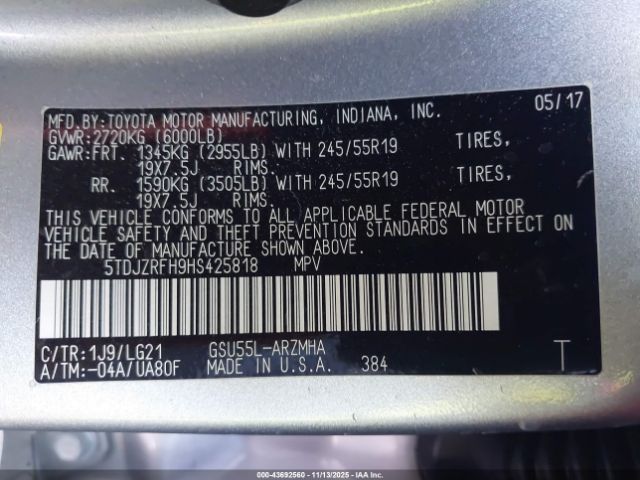 MFD.BY:TOYOTA MOTOR MANUFACTURING, INDIANA, INC. 05/17
GVWR:2720KG (6000LB)
GAWR:FRT. 1345KG (2955LB) WITH 245/55R19 TIRES,
19X7.5J RIMS.
RR. 1590KG (3505LB) WITH 245/55R19 TIRES,
19X7.5J RIMS.
THIS VEHICLE CONFORMS TO ALL APPLICABLE FEDERAL MOTOR
VEHICLE SAFETY AND THEFT PREVENTION STANDARDS IN EFFECT ON
THE DATE OF MANUFACTURE SHOWN ABOVE.
5TDJZRFH9HS425818 MPV
C/TR:1J9/LG21 GSU55L-ARZMHA
A/TM:-04A/UA80F MADE IN U.S.A. 384 T
000-43692560 - 11/13/2025 - IAAI.COM